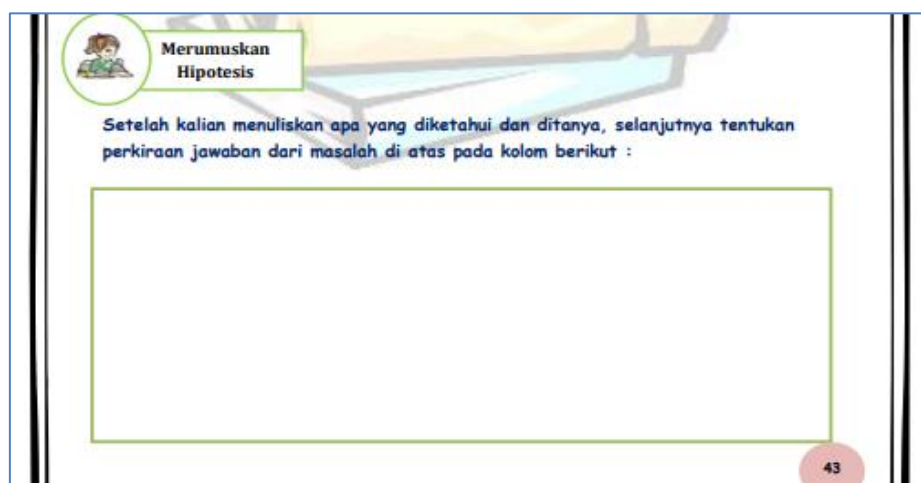 Merumuskan
Hipotesis
Setelah kalian menuliskan apa yang diketahui dan ditanya, selanjutnya tentukan
perkiraan jawaban dari masalah di atas pada kolom berikut :
43